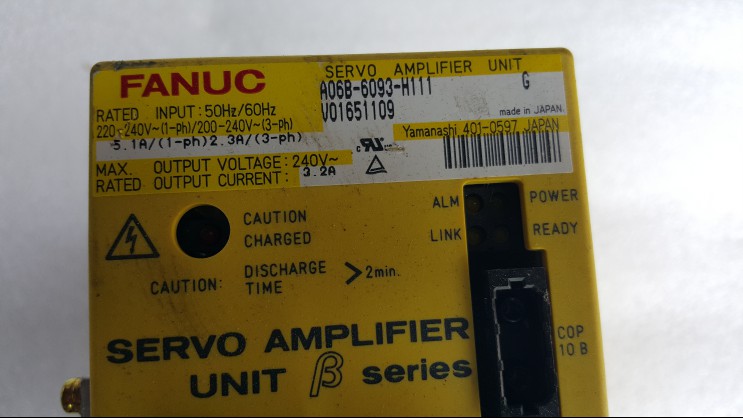 FANUC
SERVO AMPLIFIER UNIT
A06B-6093-H111 G
V01651109
RATED INPUT: 50Hz/60Hz
220-240V~(1-ph)/200-240V~(3-ph)
5.1A/(1-ph)2.3A/(3-ph)
made in JAPAN.
Yamanashi 401-0597 JAPAN
c RU us
MAX. OUTPUT VOLTAGE: 240V~
RATED OUTPUT CURRENT: 3.2A
CAUTION
CHARGED
CAUTION: DISCHARGE TIME >2min.
ALM POWER
LINK READY
COP
10 B
SERVO AMPLIFIER
UNIT β series